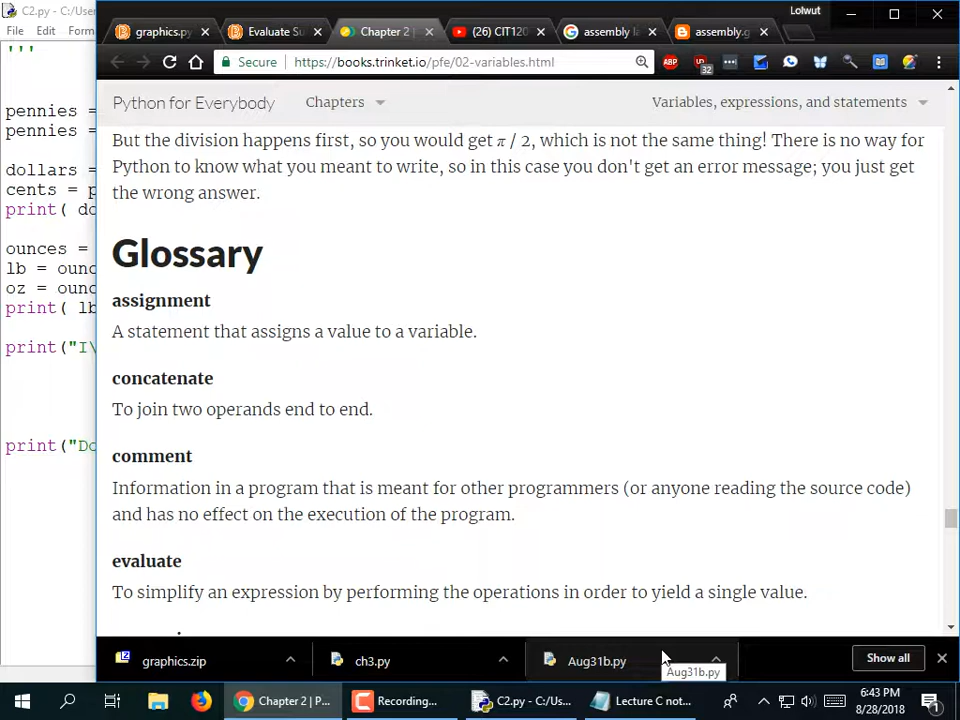 C2.py - C:/Use
File Edit Form
'''
pennies =
pennies =
dollars =
cents = p
print( do
ounces =
lb = ounc
oz = ounc
print( lb
print("I\
print("Do
Lolwut
graphics.py
Evaluate Su
Chapter 2 |
(26) CIT120
assembly la
assembly.g
Secure https://books.trinket.io/pfe/02-variables.html
ABP
32
Python for Everybody Chapters Variables, expressions, and statements
But the division happens first, so you would get π / 2, which is not the same thing! There is no way for
Python to know what you meant to write, so in this case you don't get an error message; you just get
the wrong answer.
Glossary
assignment
A statement that assigns a value to a variable.
concatenate
To join two operands end to end.
comment
Information in a program that is meant for other programmers (or anyone reading the source code)
and has no effect on the execution of the program.
evaluate
To simplify an expression by performing the operations in order to yield a single value.
graphics.zip ch3.py Aug31b.py Show all
Aug31b.py
Chapter 2 | P... Recording... C2.py - C:/Us... Lecture C not...
6:43 PM
8/28/2018
1